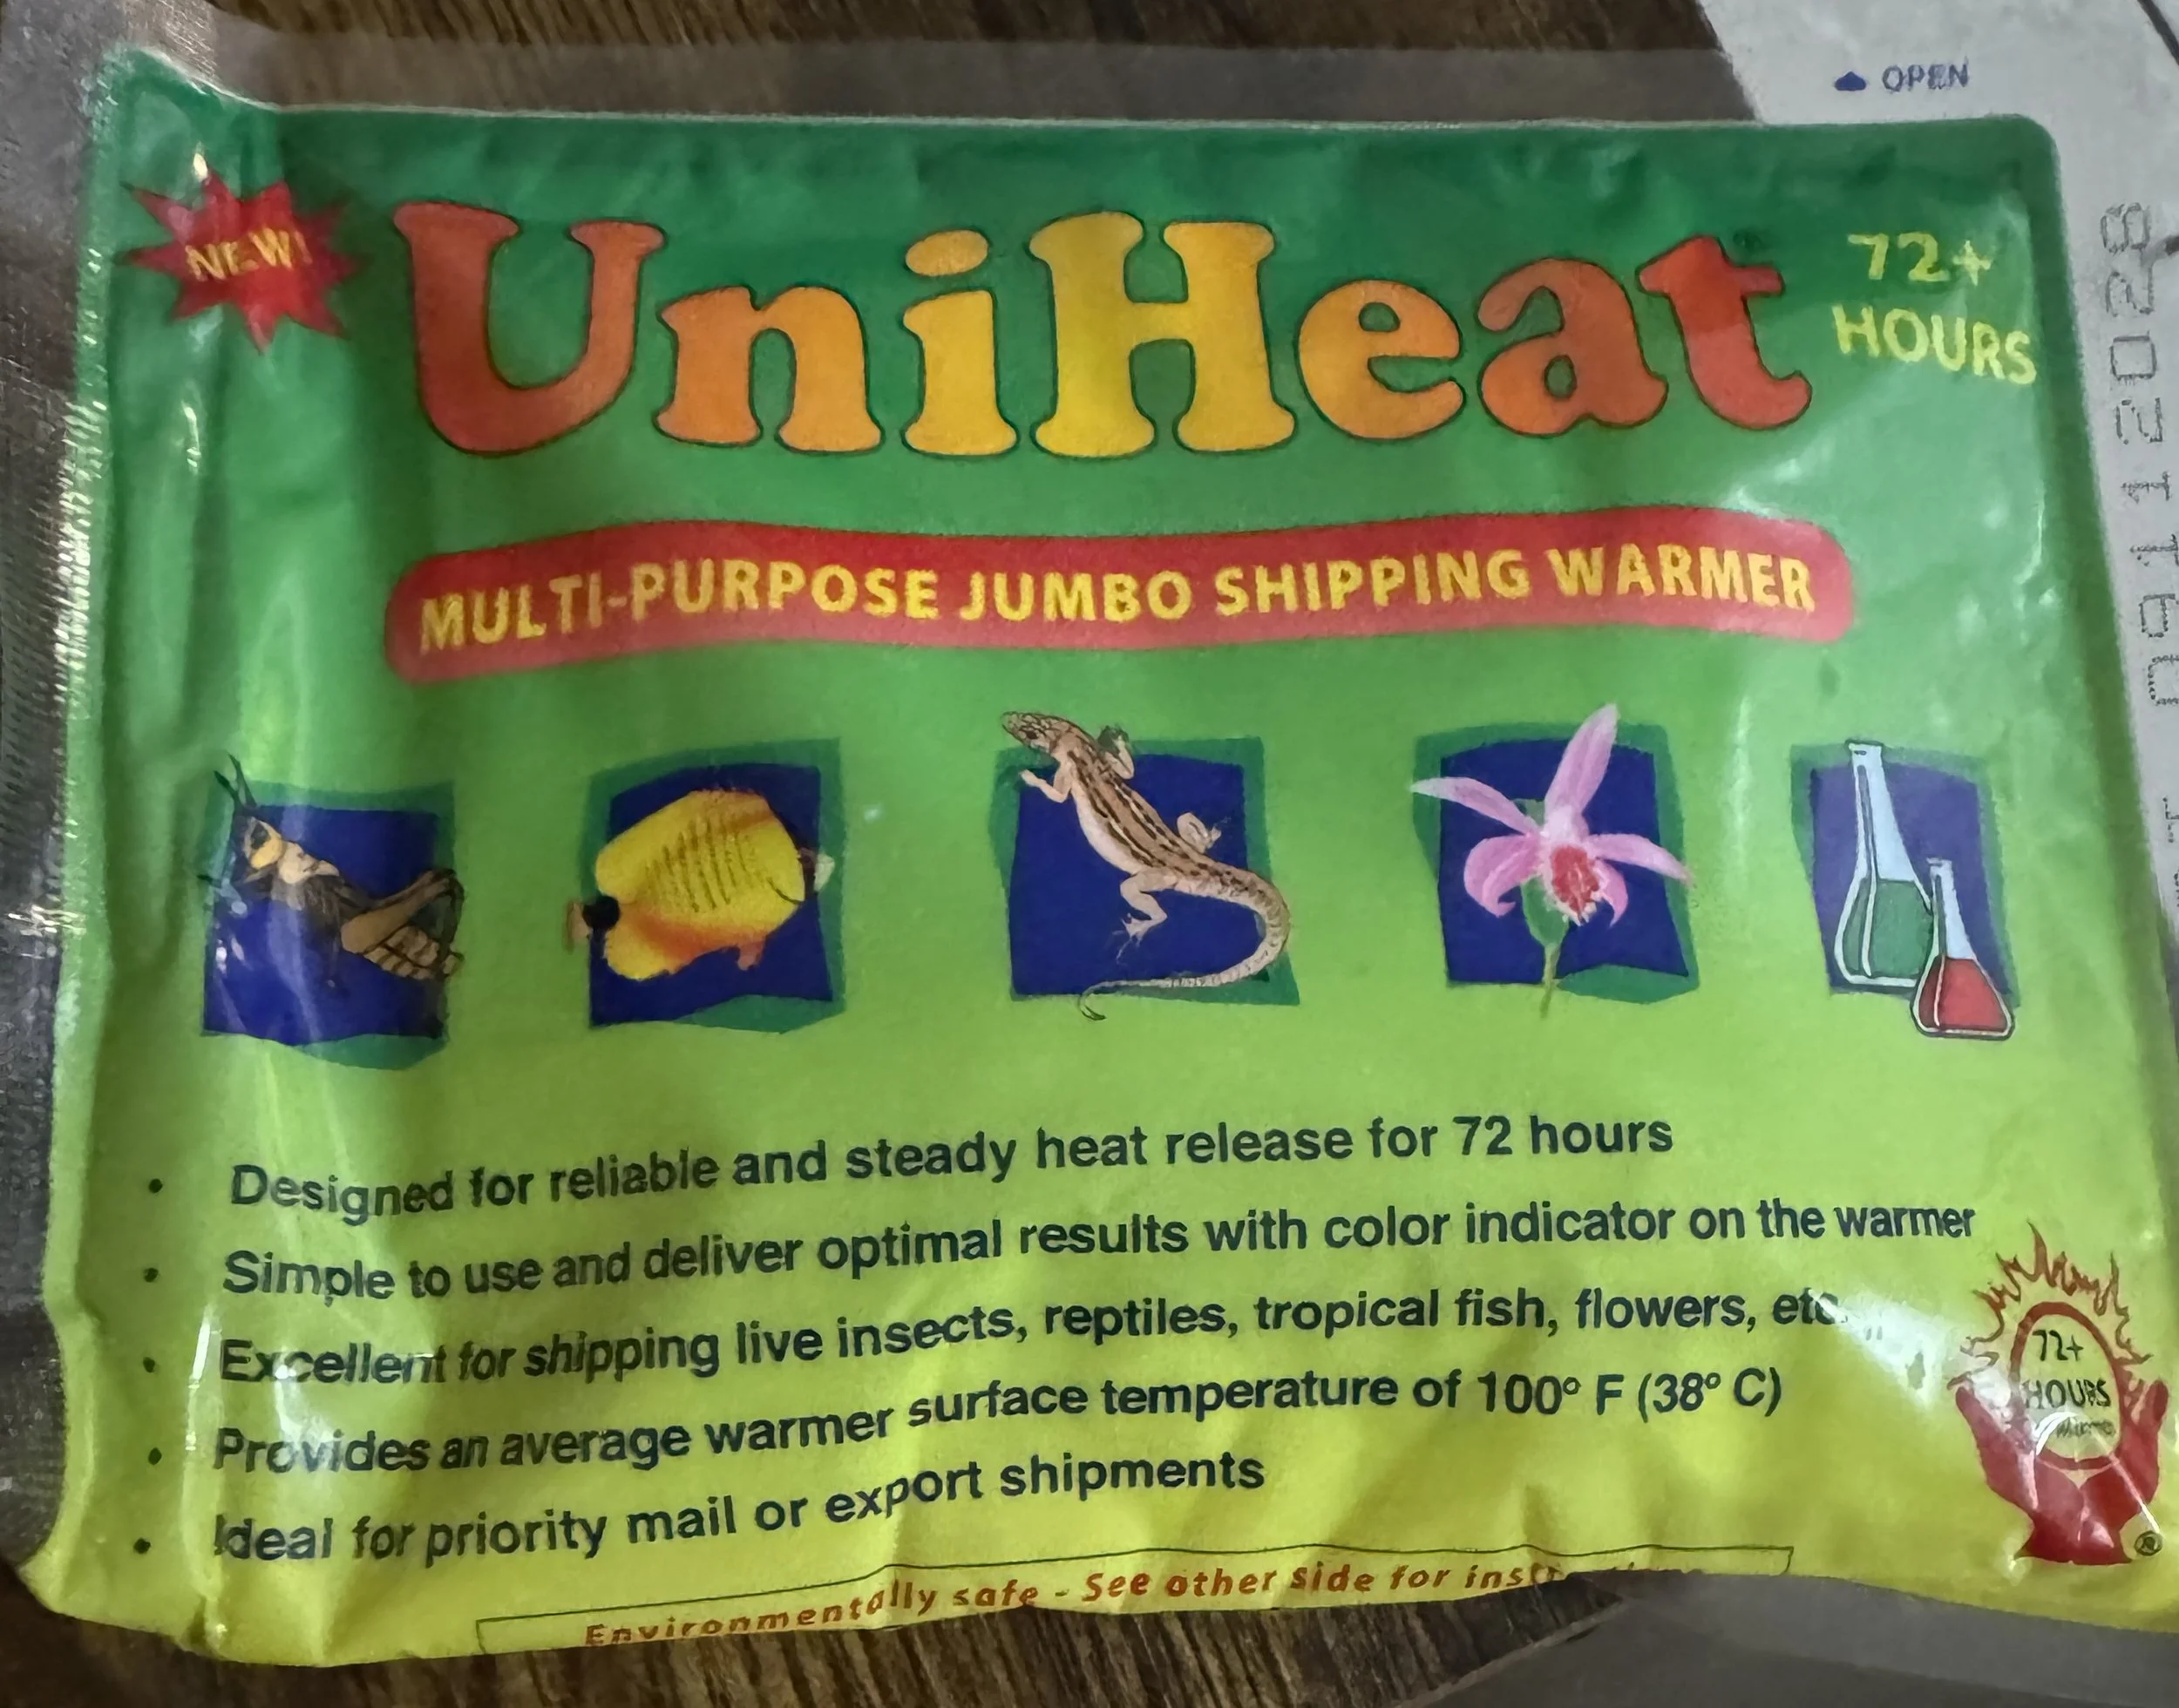 ▲ OPEN
NEW!
UniHeat
72+
HOURS
MULTI-PURPOSE JUMBO SHIPPING WARMER
• Designed for reliable and steady heat release for 72 hours
• Simple to use and deliver optimal results with color indicator on the warmer
• Excellent for shipping live insects, reptiles, tropical fish, flowers, etc.
• Provides an average warmer surface temperature of 100° F (38° C)
• Ideal for priority mail or export shipments
72+
HOURS
®
Environmentally safe - See other side for
09112028